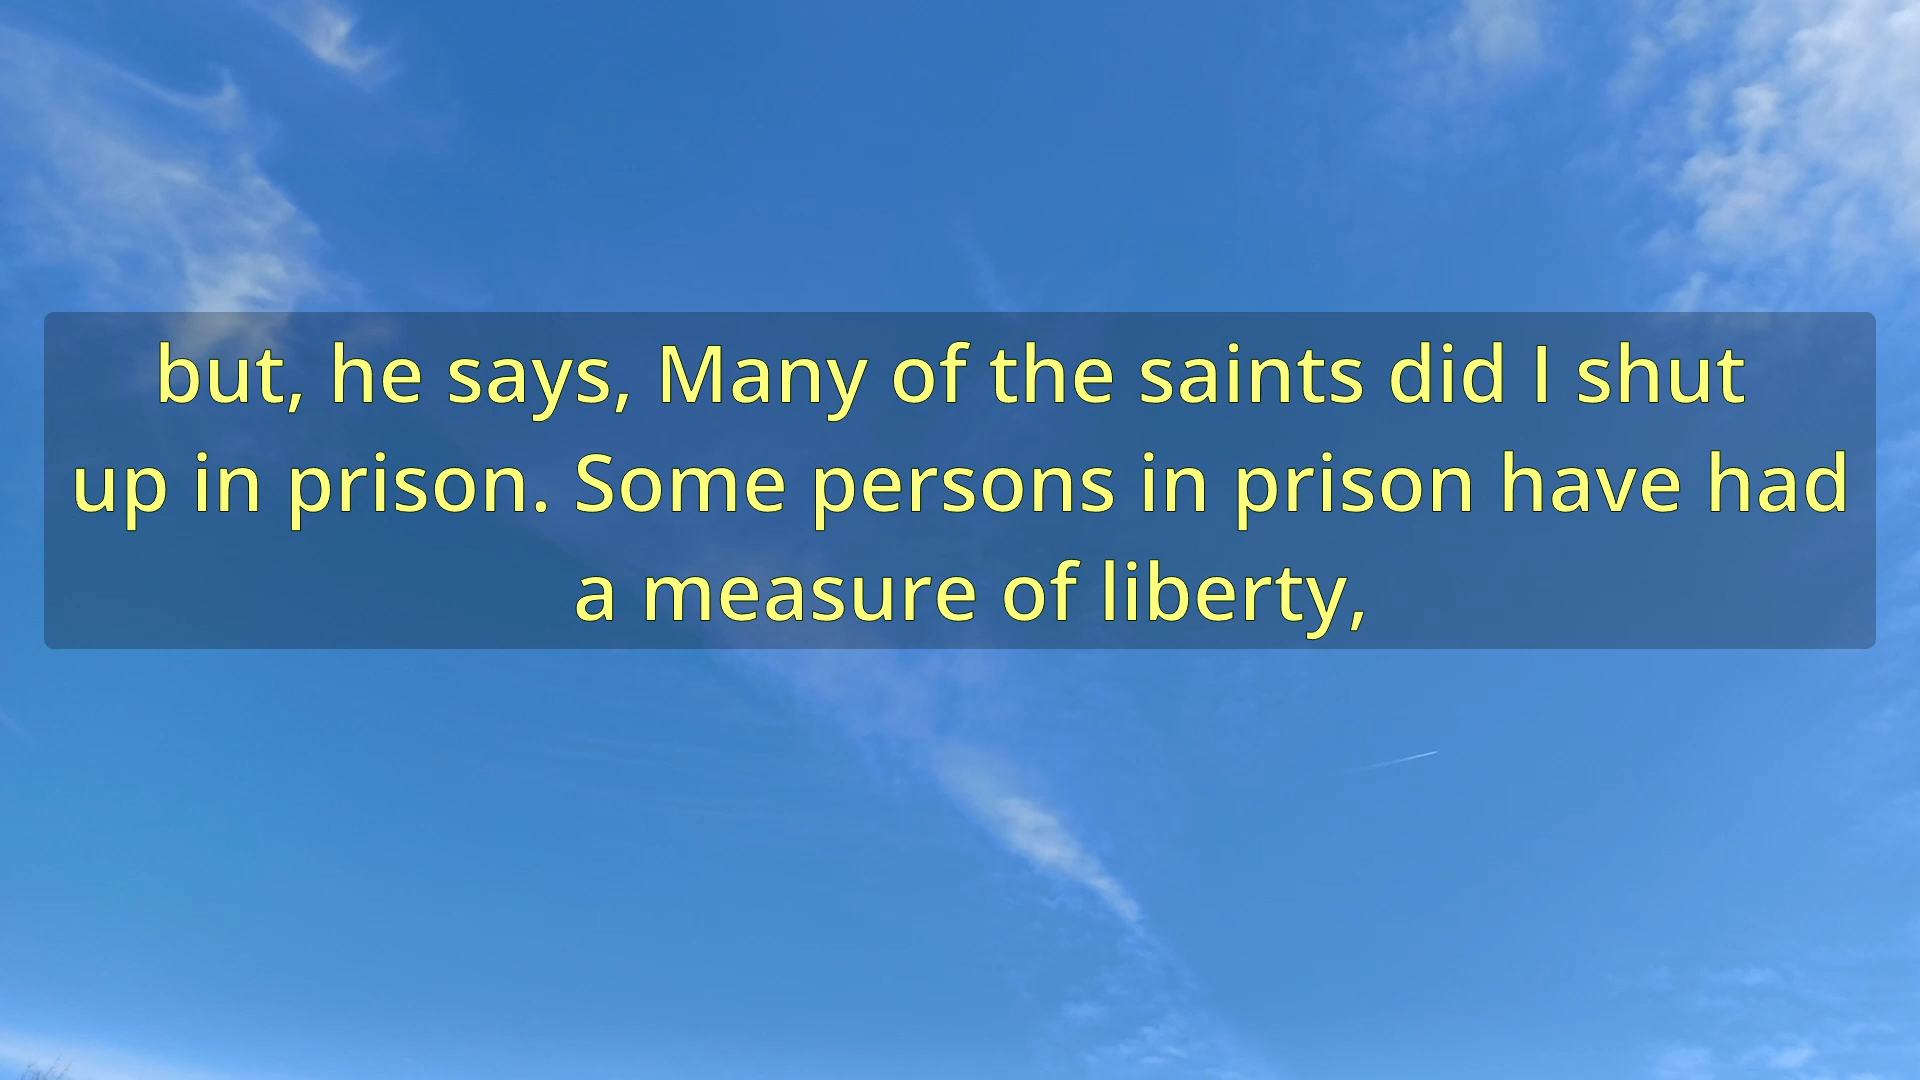 but, he says, Many of the saints did I shut
up in prison. Some persons in prison have had
a measure of liberty,